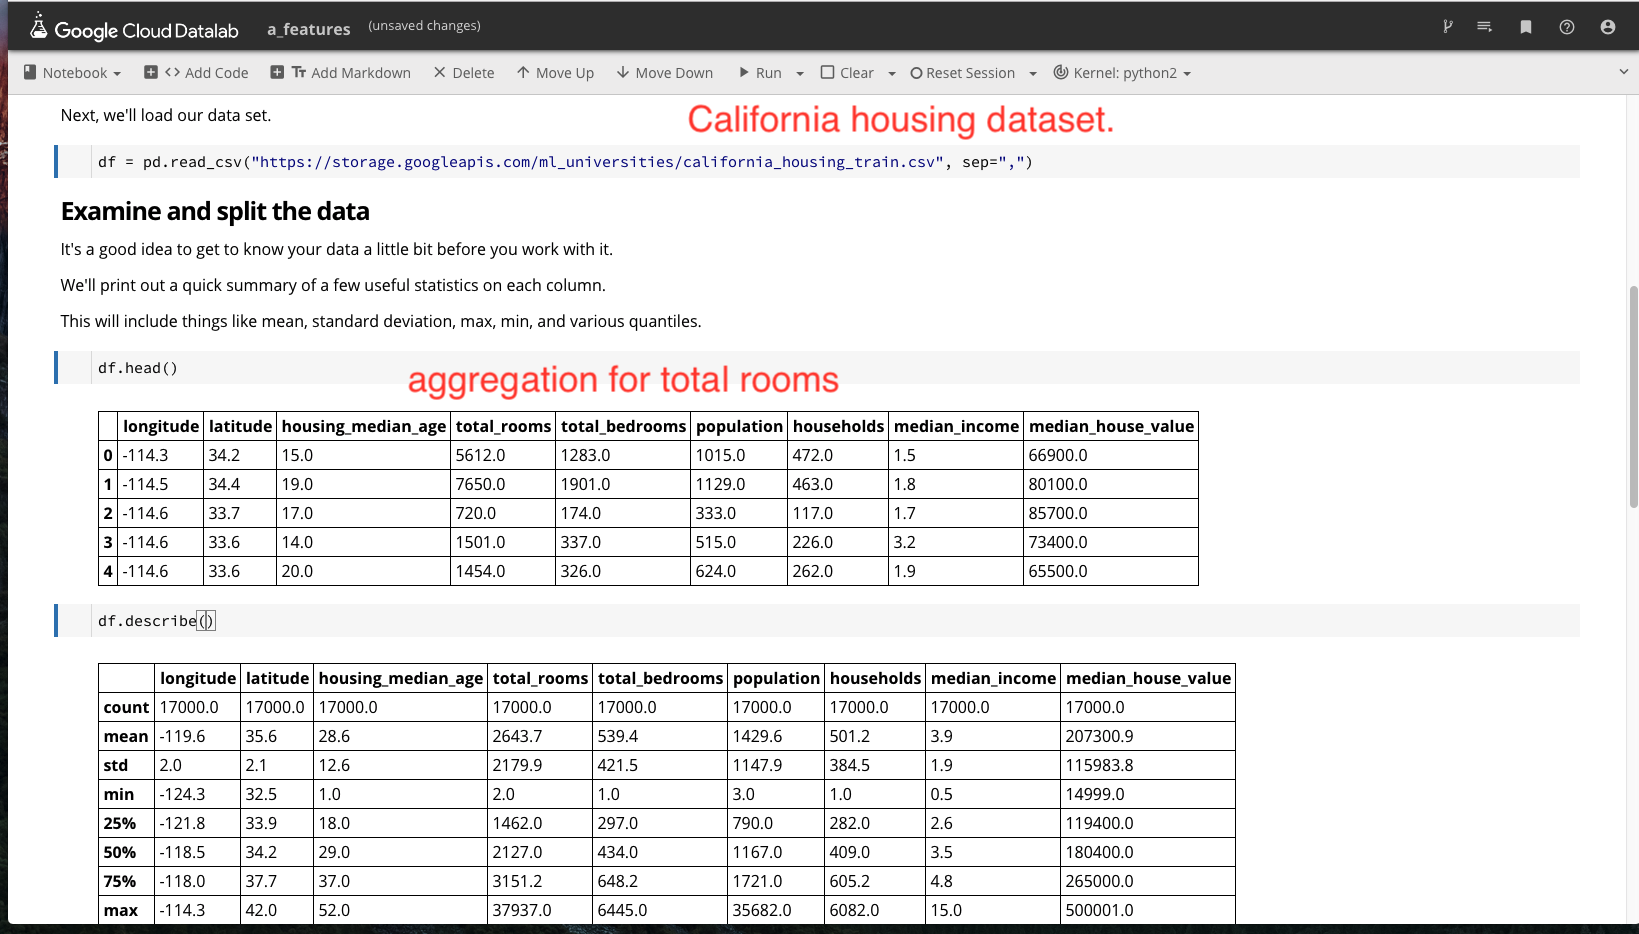 Google Cloud Datalab a_features (unsaved changes)
Notebook Add Code Add Markdown Delete Move Up Move Down Run Clear Reset Session Kernel: python2
Next, we'll load our data set.
California housing dataset.
df = pd.read_csv("https://storage.googleapis.com/ml_universities/california_housing_train.csv", sep=",")
Examine and split the data
It's a good idea to get to know your data a little bit before you work with it.
We'll print out a quick summary of a few useful statistics on each column.
This will include things like mean, standard deviation, max, min, and various quantiles.
df.head()
aggregation for total rooms
longitude latitude housing_median_age total_rooms total_bedrooms population households median_income median_house_value
0 -114.3 34.2 15.0 5612.0 1283.0 1015.0 472.0 1.5 66900.0
1 -114.5 34.4 19.0 7650.0 1901.0 1129.0 463.0 1.8 80100.0
2 -114.6 33.7 17.0 720.0 174.0 333.0 117.0 1.7 85700.0
3 -114.6 33.6 14.0 1501.0 337.0 515.0 226.0 3.2 73400.0
4 -114.6 33.6 20.0 1454.0 326.0 624.0 262.0 1.9 65500.0
df.describe()
longitude latitude housing_median_age total_rooms total_bedrooms population households median_income median_house_value
count 17000.0 17000.0 17000.0 17000.0 17000.0 17000.0 17000.0 17000.0 17000.0
mean -119.6 35.6 28.6 2643.7 539.4 1429.6 501.2 3.9 207300.9
std 2.0 2.1 12.6 2179.9 421.5 1147.9 384.5 1.9 115983.8
min -124.3 32.5 1.0 2.0 1.0 3.0 1.0 0.5 14999.0
25% -121.8 33.9 18.0 1462.0 297.0 790.0 282.0 2.6 119400.0
50% -118.5 34.2 29.0 2127.0 434.0 1167.0 409.0 3.5 180400.0
75% -118.0 37.7 37.0 3151.2 648.2 1721.0 605.2 4.8 265000.0
max -114.3 42.0 52.0 37937.0 6445.0 35682.0 6082.0 15.0 500001.0